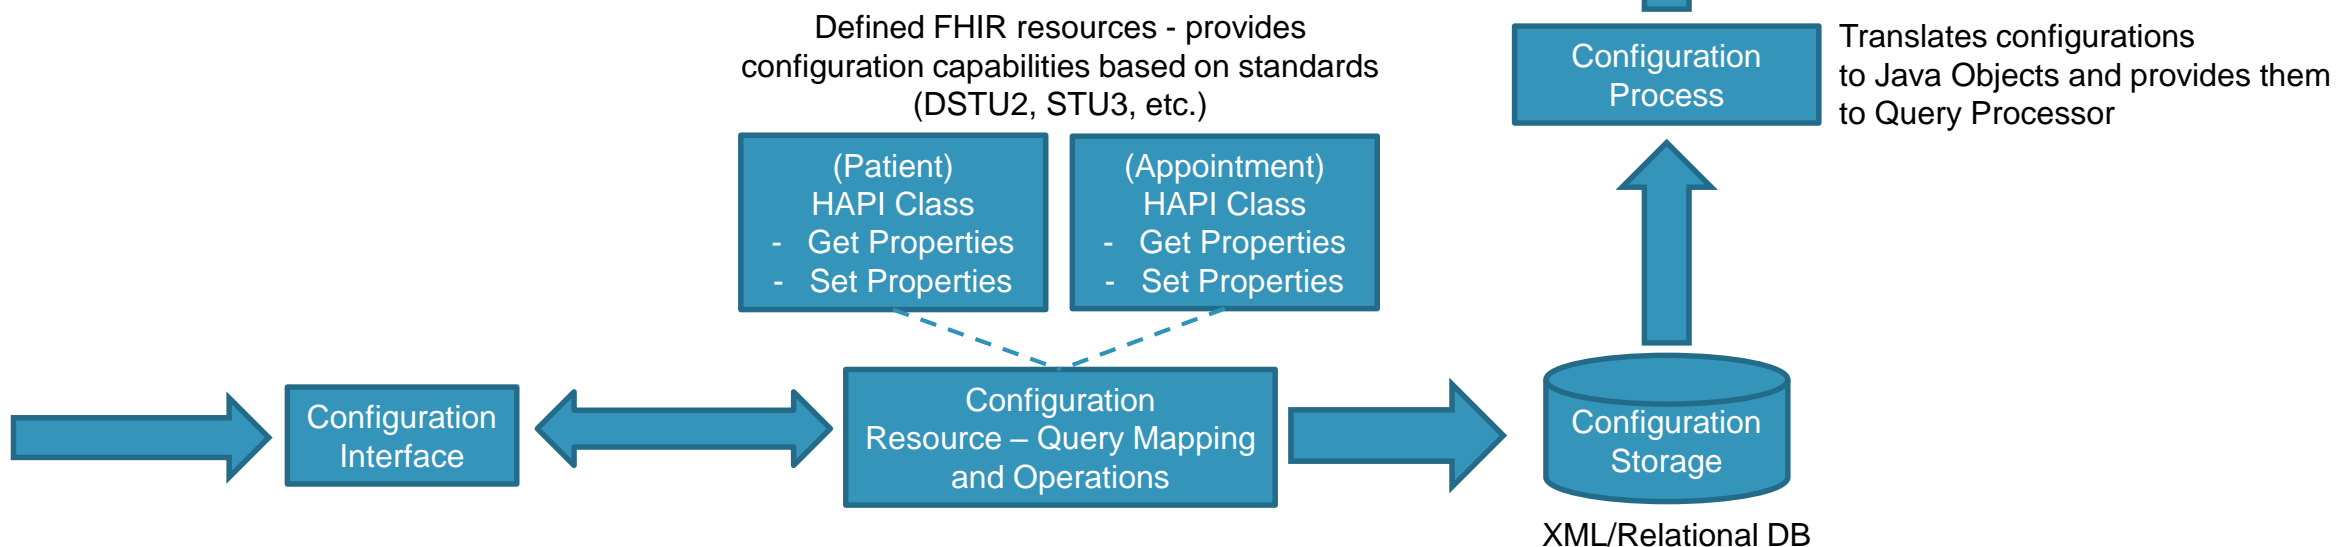 Defined FHIR resources - provides
configuration capabilities based on standards
(DSTU2, STU3, etc.)
Configuration
Process
Translates configurations
to Java Objects and provides them
to Query Processor
(Patient)
HAPI Class
- Get Properties
- Set Properties
(Appointment)
HAPI Class
- Get Properties
- Set Properties
Configuration
Interface
Configuration
Resource – Query Mapping
and Operations
Configuration
Storage
XML/Relational DB